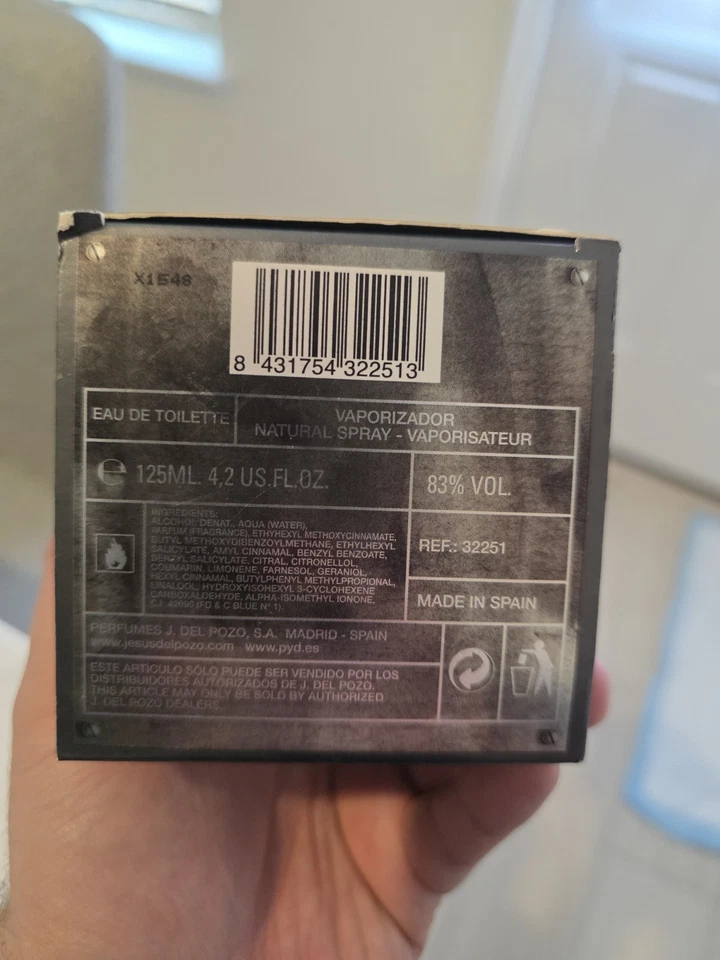 X1548
8 431754 322513
EAU DE TOILETTE
VAPORIZADOR
NATURAL SPRAY - VAPORISATEUR
℮ 125ML. 4,2 US.FL.OZ.
83% VOL.
INGREDIENTS:
ALCOHOL DENAT., AQUA (WATER),
PARFUM (FRAGRANCE), ETHYHEXYL METHOXYCINNAMATE,
BUTYL METHOXYDIBENZOYLMETHANE, ETHYLHEXYL
SALICYLATE, AMYL CINNAMAL, BENZYL BENZOATE,
BENZYL SALICYLATE, CITRAL, CITRONELLOL,
COUMARIN, LIMONENE, FARNESOL, GERANIOL,
HEXYL CINNAMAL, BUTYLPHENYL METHYLPROPIONAL,
LINALOOL, HYDROXYISOHEXYL 3-CYCLOHEXENE
CARBOXALDEHYDE, ALPHA-ISOMETHYL IONONE,
C.I. 42090 (FD & C BLUE Nº 1).
REF.: 32251
MADE IN SPAIN
PERFUMES J. DEL POZO, S.A. MADRID - SPAIN
www.jesusdelpozo.com www.pyd.es
ESTE ARTICULO SÓLO PUEDE SER VENDIDO POR LOS
DISTRIBUIDORES AUTORIZADOS DE J. DEL POZO.
THIS ARTICLE MAY ONLY BE SOLD BY AUTHORIZED
J. DEL POZO DEALERS.